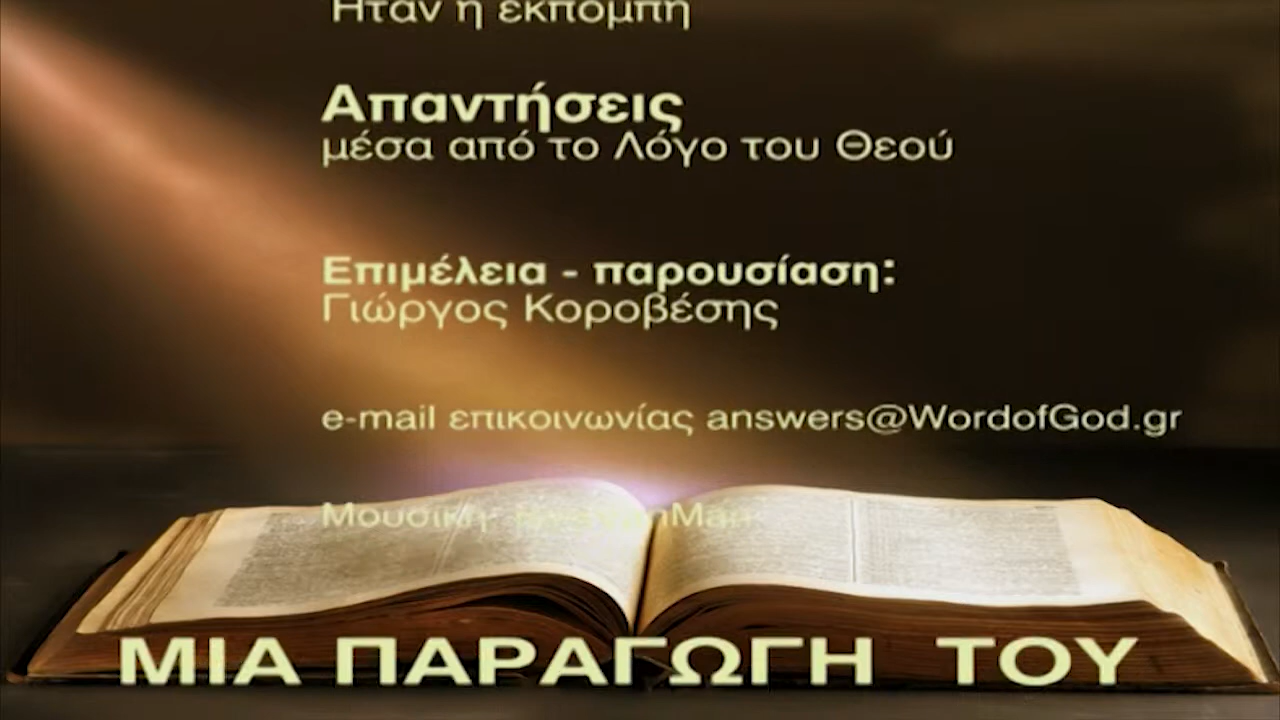 Ήταν η εκπομπή
Απαντήσεις
μέσα από το Λόγο του Θεού
Επιμέλεια - παρουσίαση:
Γιώργος Κοροβέσης
e-mail επικοινωνίας answers@WordofGod.gr
Μουσική
ΜΙΑ ΠΑΡΑΓΩΓΗ ΤΟΥ